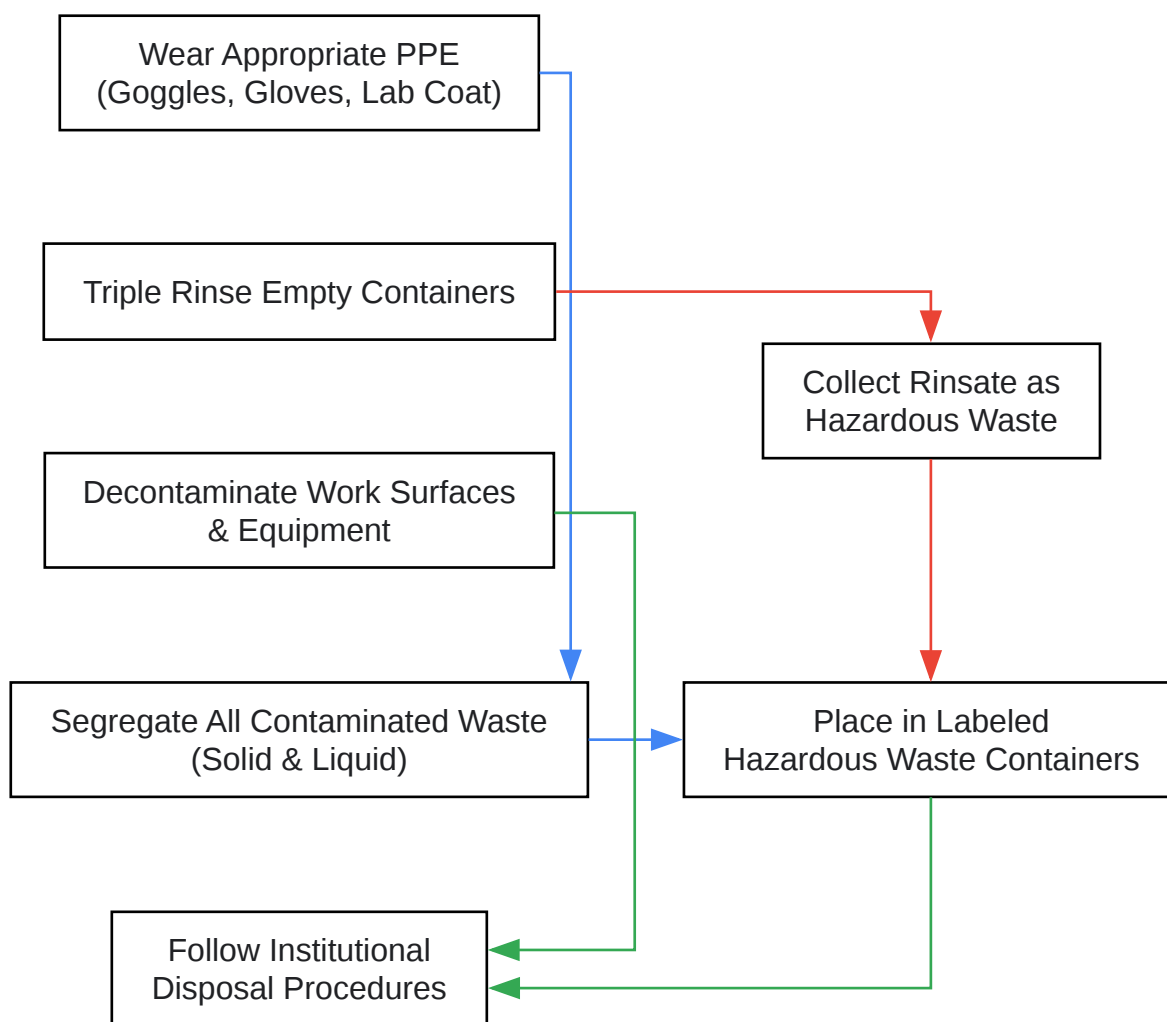 Wear Appropriate PPE
(Goggles, Gloves, Lab Coat)
Triple Rinse Empty Containers
Collect Rinsate as
Hazardous Waste
Decontaminate Work Surfaces
& Equipment
Segregate All Contaminated Waste
(Solid & Liquid)
Place in Labeled
Hazardous Waste Containers
Follow Institutional
Disposal Procedures